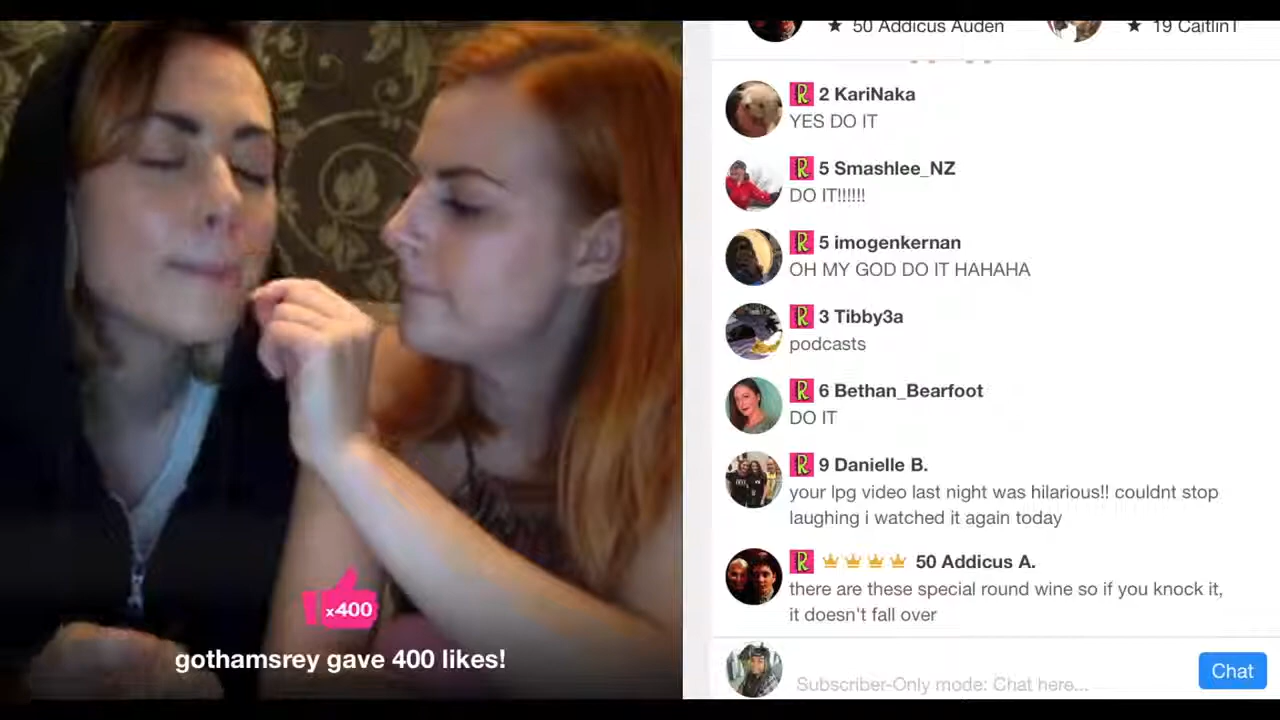 50 Addicus Auden
19 CaitlinT
R 2 KariNaka
YES DO IT
R 5 Smashlee_NZ
DO IT!!!!!!
R 5 imogenkernan
OH MY GOD DO IT HAHAHA
R 3 Tibby3a
podcasts
R 6 Bethan_Bearfoot
DO IT
R 9 Danielle B.
your lpg video last night was hilarious!! couldnt stop
laughing i watched it again today
R 50 Addicus A.
there are these special round wine so if you knock it,
it doesn't fall over
x400
gothamsrey gave 400 likes!
Subscriber-Only mode: Chat here...
Chat